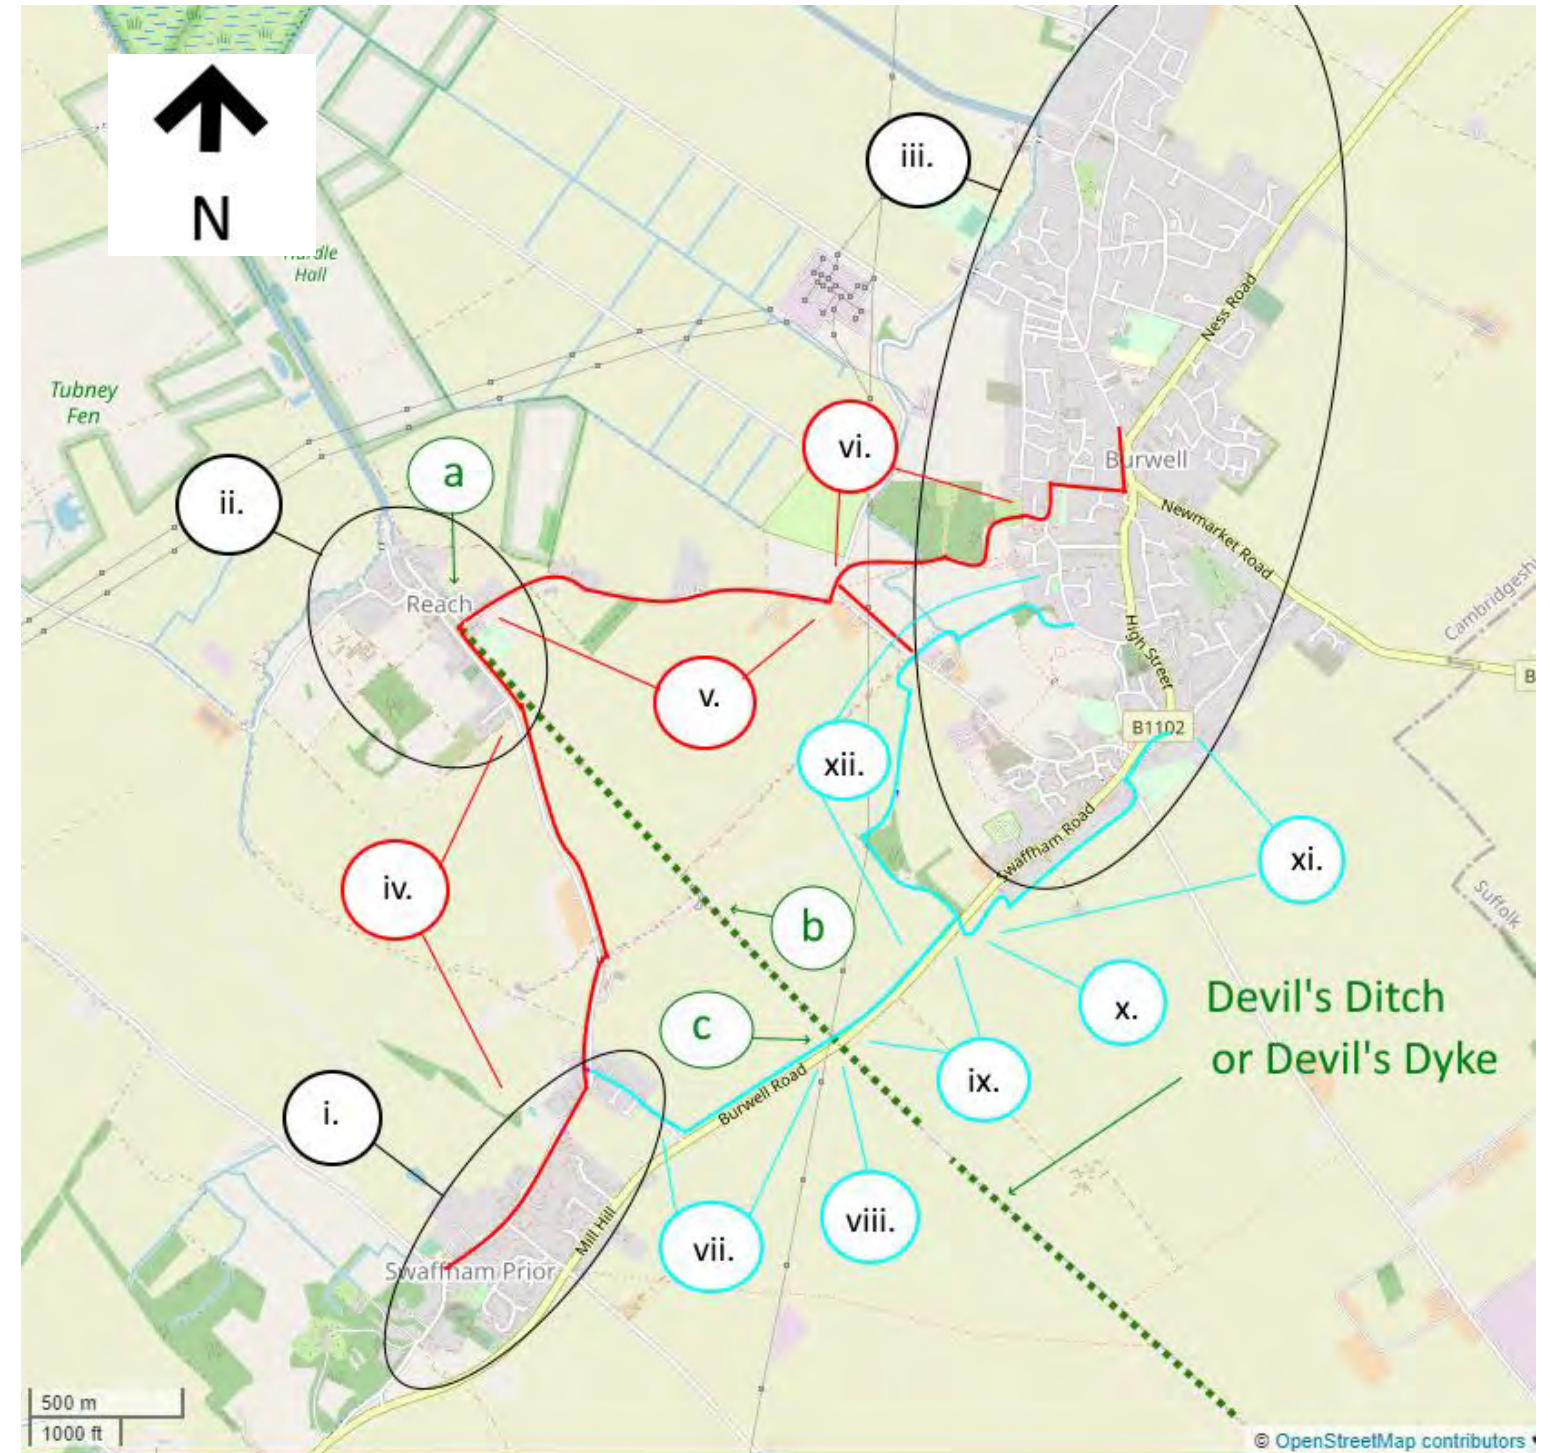 N
iii.
Hurdle
Hall
Ness Road
Tubney
Fen
vi.
a
Burwell
ii.
Newmarket Road
Cambridgesh
Reach
High Street
B
v.
B1102
xii.
Swaffham Road
xi.
iv.
Suffolk
b
x.
Devil's Ditch
or Devil's Dyke
c
ix.
Burwell Road
i.
viii.
Mill Hill
vii.
Swaffham Prior
500 m
1000 ft
© OpenStreetMap contributors